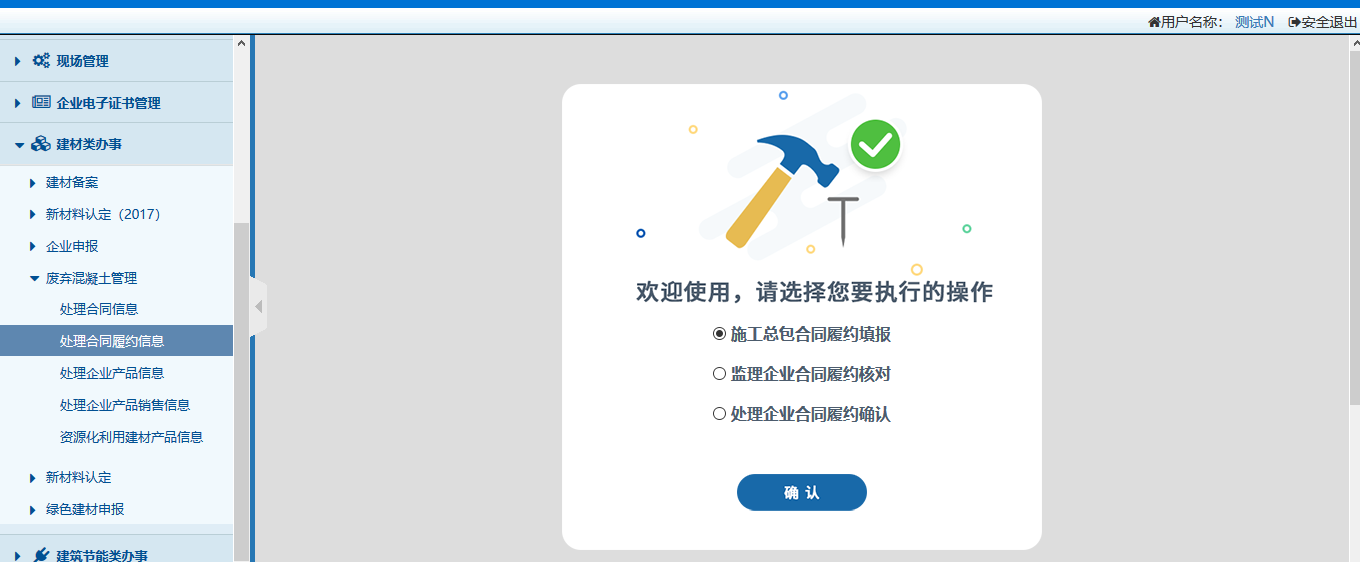 用户名称： 测试N 安全退出
现场管理
企业电子证书管理
建材类办事
建材备案
新材料认定（2017）
企业申报
废弃混凝土管理
处理合同信息
处理合同履约信息
处理企业产品信息
处理企业产品销售信息
资源化利用建材产品信息
新材料认定
绿色建材申报
建筑节能类办事
欢迎使用，请选择您要执行的操作
施工总包合同履约填报
监理企业合同履约核对
处理企业合同履约确认
确 认